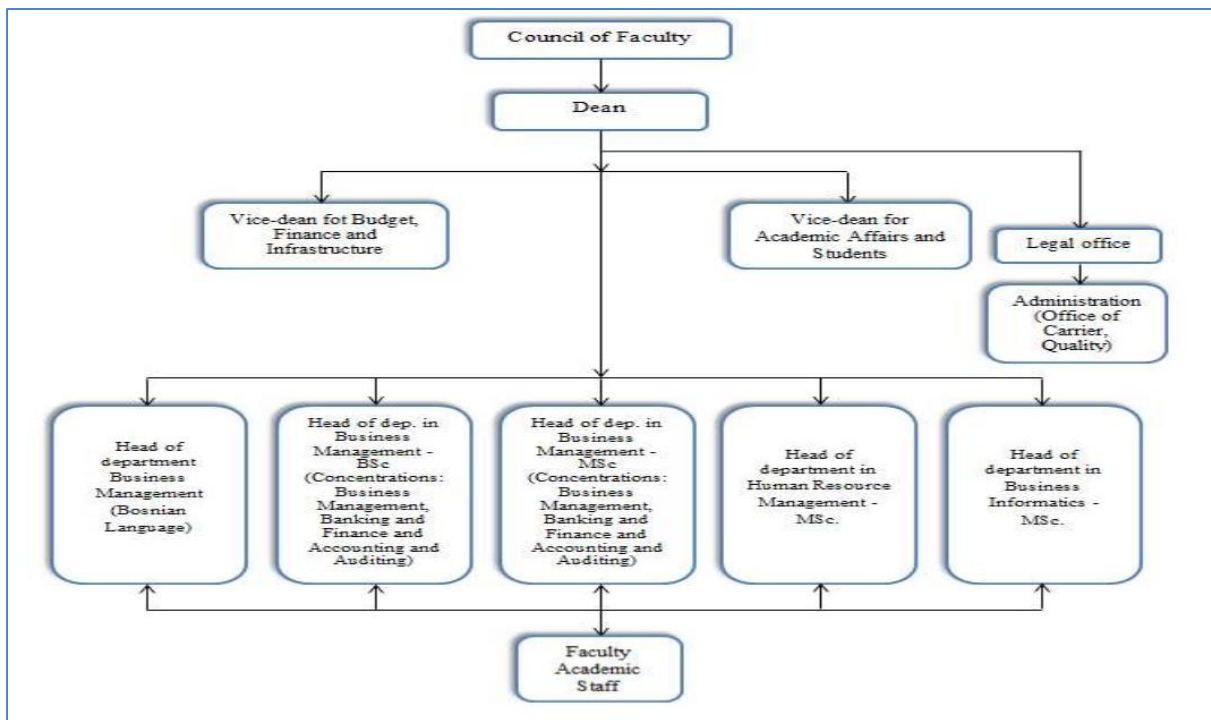 Council of Faculty
Dean
Vice-dean fot Budget,
Finance and
Infrastructure
Vice-dean for
Academic Affairs and
Students
Legal office
Administration
(Office of
Carrier,
Quality)
Head of
department
Business
Management
(Bosnian
Language)
Head of dep. in
Business
Management -
BSc
(Concentrations:
Business
Management,
Banking and
Finance and
Accounting and
Auditing)
Head of dep. in
Business
Management -
MSc
(Concentrations:
Business
Management,
Banking and
Finance and
Accounting and
Auditing)
Head of
department in
Human Resource
Management -
MSc.
Head of
department in
Business
Informatics -
MSc.
Faculty
Academic
Staff